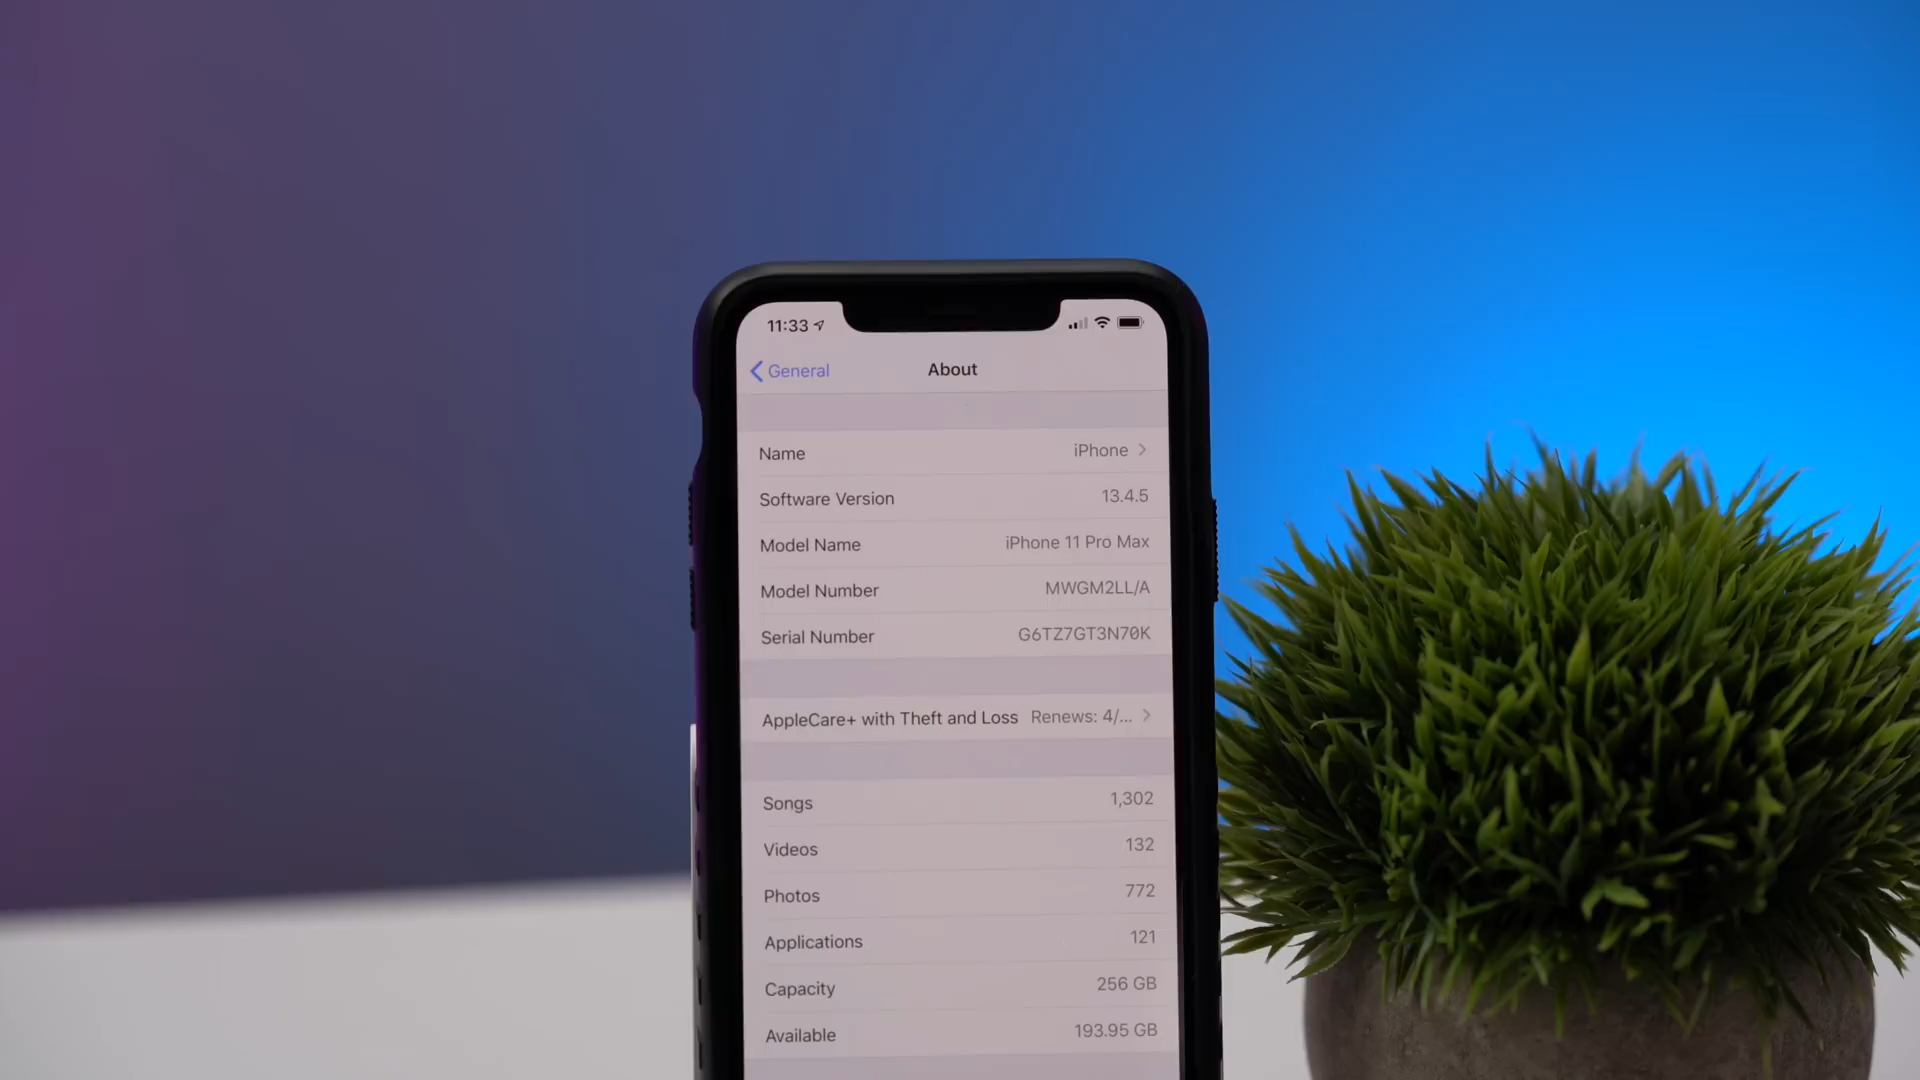 11:33
General
About
Name iPhone
Software Version 13.4.5
Model Name iPhone 11 Pro Max
Model Number MWGM2LL/A
Serial Number G6TZ7GT3N70K
AppleCare+ with Theft and Loss Renews: 4/...
Songs 1,302
Videos 132
Photos 772
Applications 121
Capacity 256 GB
Available 193.95 GB